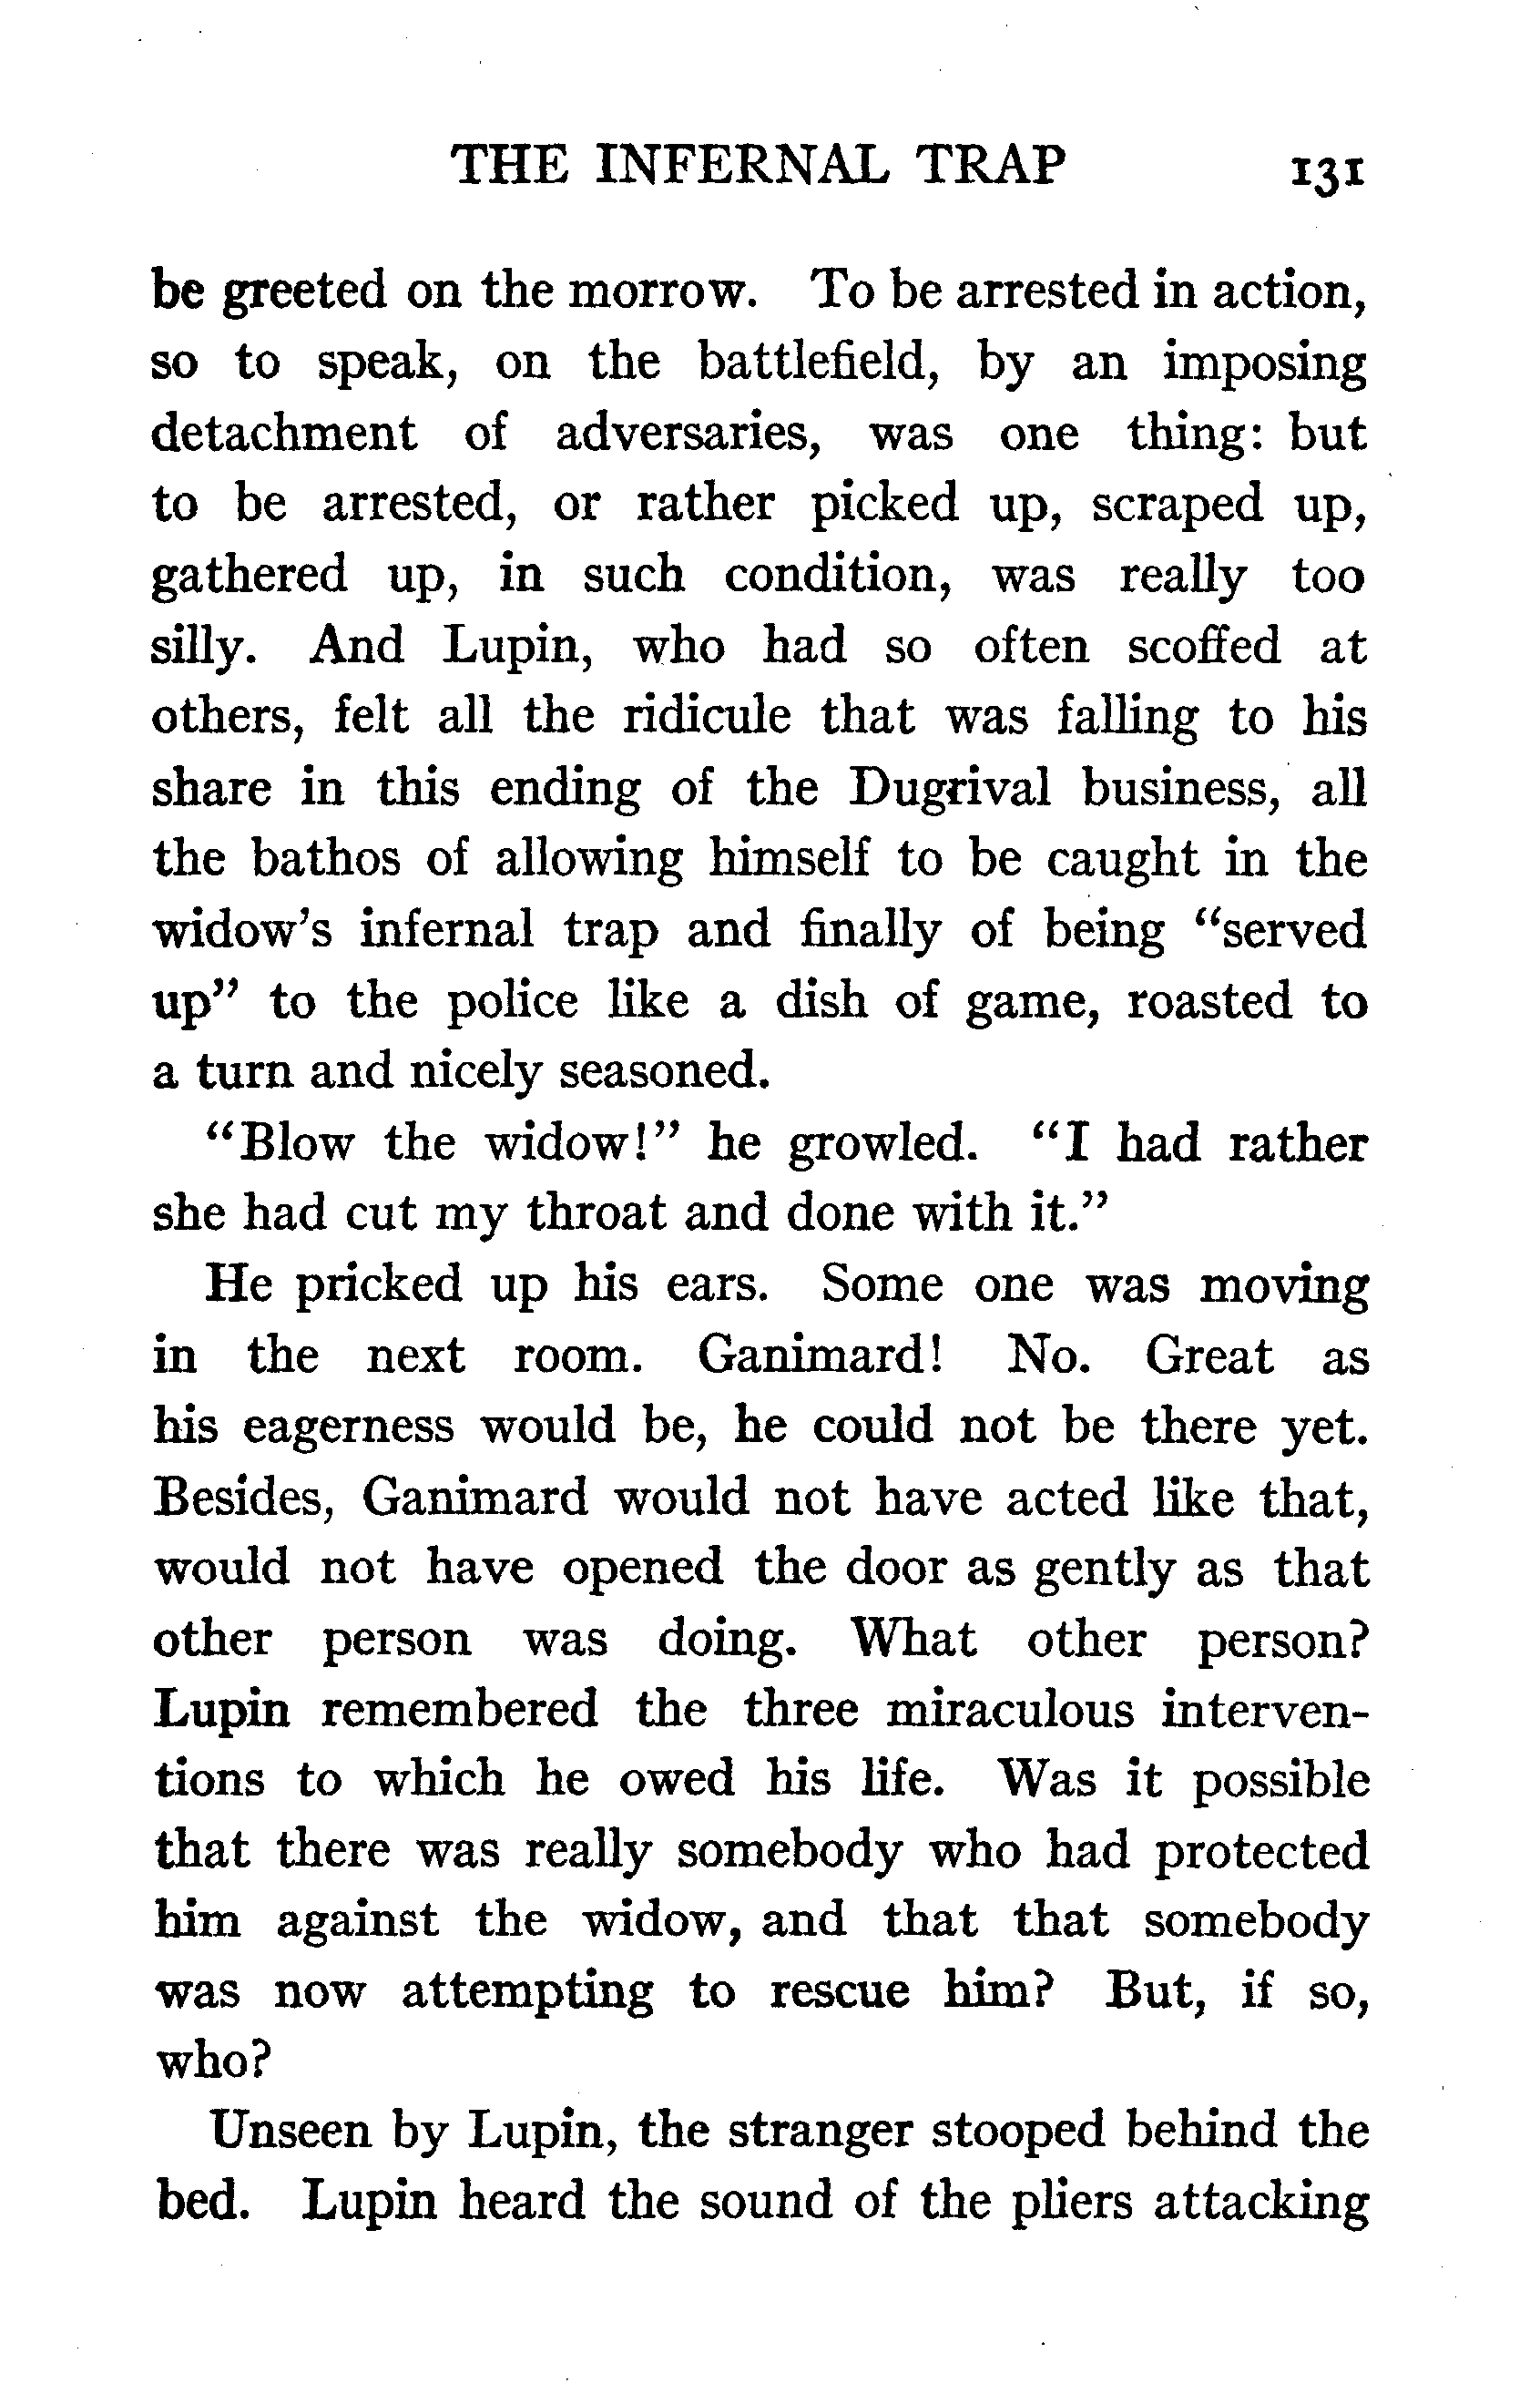 THE INFERNAL TRAP 131
be greeted on the morrow. To be arrested in action,
so to speak, on the battlefield, by an imposing
detachment of adversaries, was one thing: but
to be arrested, or rather picked up, scraped up,
gathered up, in such condition, was really too
silly. And Lupin, who had so often scoffed at
others, felt all the ridicule that was falling to his
share in this ending of the Dugrival business, all
the bathos of allowing himself to be caught in the
widow's infernal trap and finally of being "served
up" to the police like a dish of game, roasted to
a turn and nicely seasoned.
"Blow the widow!" he growled. "I had rather
she had cut my throat and done with it."
He pricked up his ears. Some one was moving
in the next room. Ganimard! No. Great as
his eagerness would be, he could not be there yet.
Besides, Ganimard would not have acted like that,
would not have opened the door as gently as that
other person was doing. What other person?
Lupin remembered the three miraculous interven-
tions to which he owed his life. Was it possible
that there was really somebody who had protected
him against the widow, and that that somebody
was now attempting to rescue him? But, if so,
who?
Unseen by Lupin, the stranger stooped behind the
bed. Lupin heard the sound of the pliers attacking